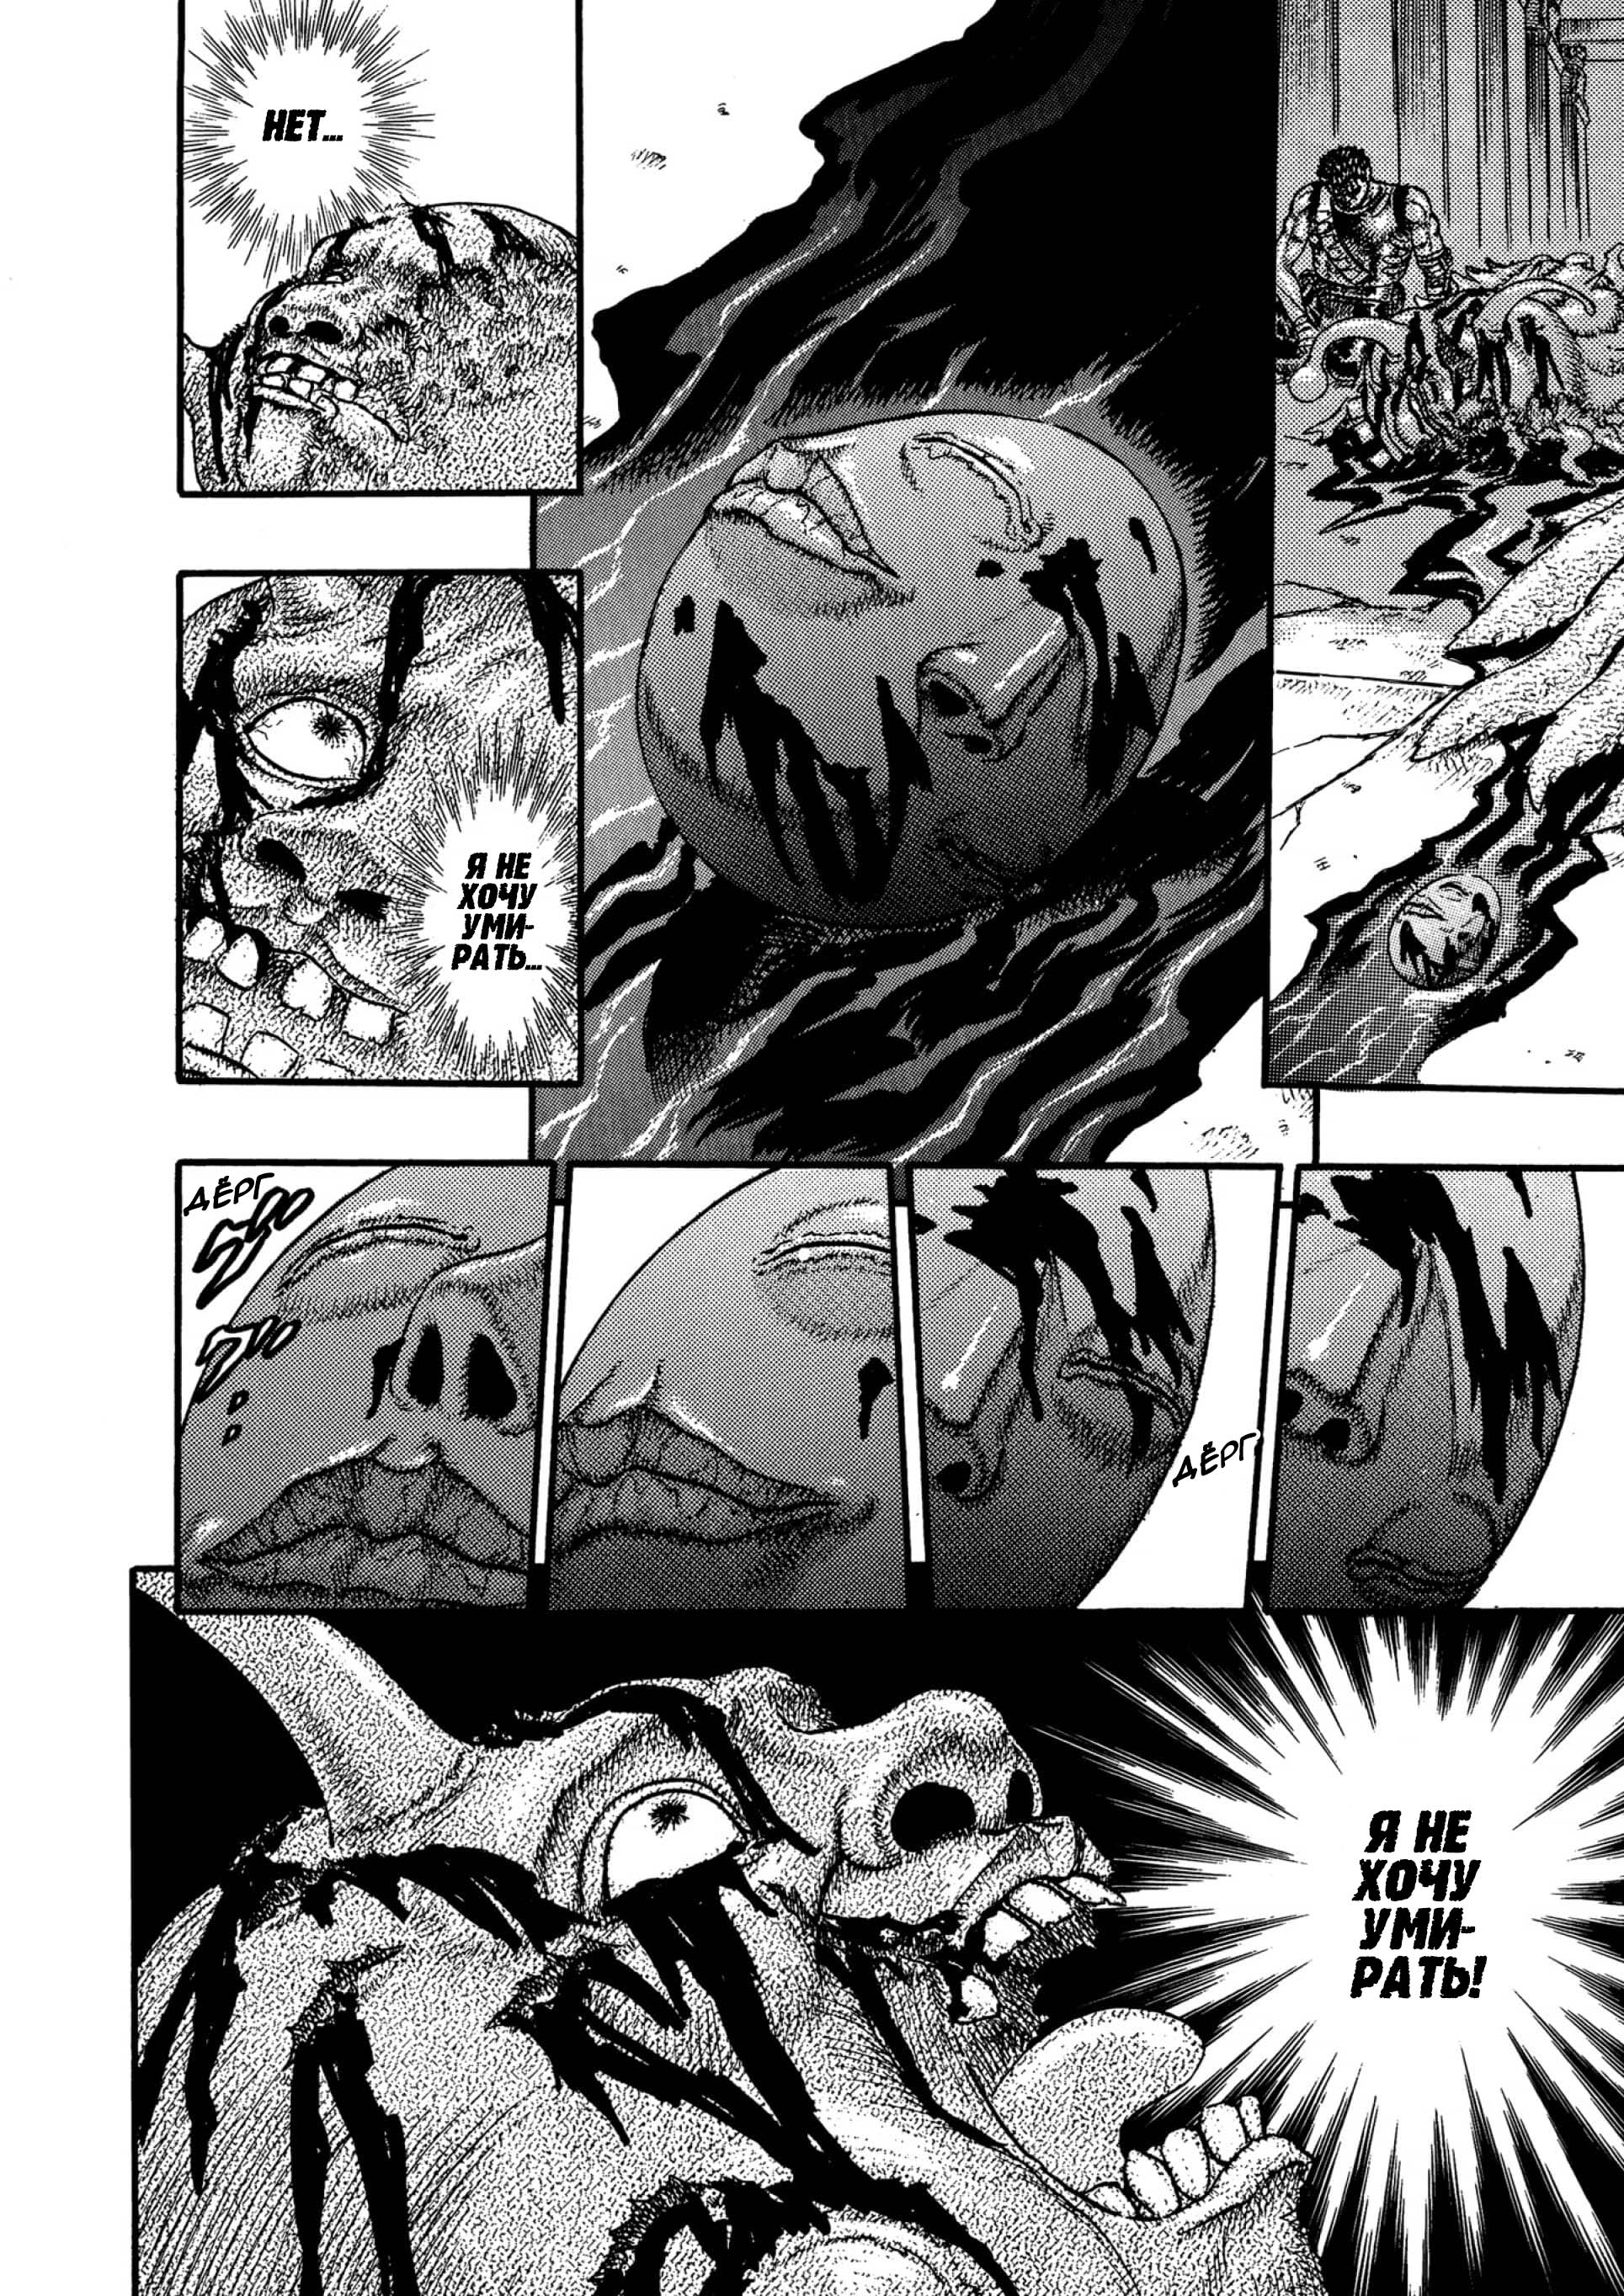 НЕТ...
Я НЕ
ХОЧУ
УМИ-
РАТЬ...
ДЁРГ
ДЁРГ
Я НЕ
ХОЧУ
УМИ-
РАТЬ!